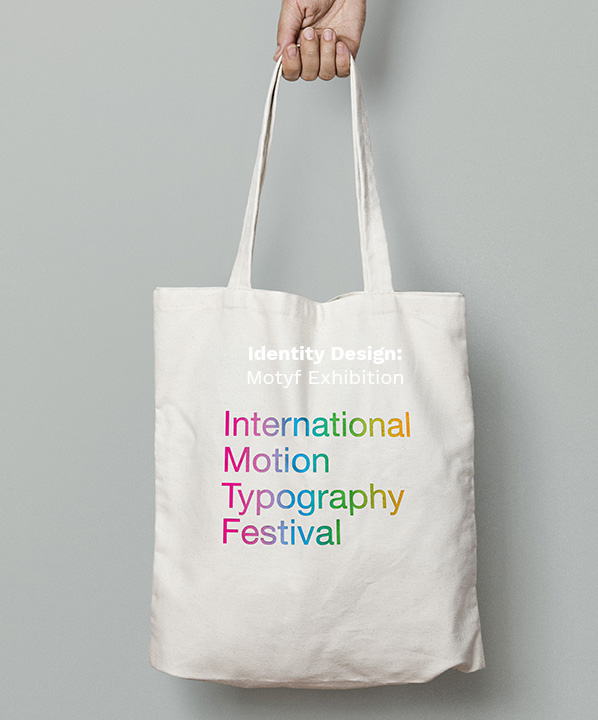 Identity Design:
Motyf Exhibition
International
Motion
Typography
Festival